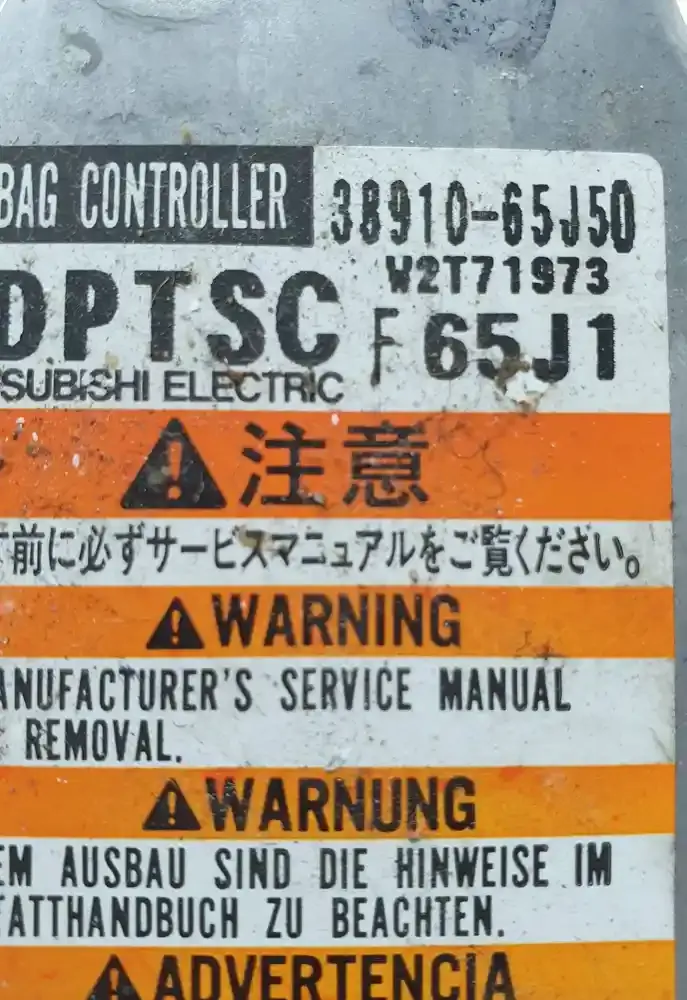 BAG CONTROLLER 38910-65J50
W2T71973
DPTSC F 65J1
SUBISHI ELECTRIC
注意
前に必ずサービスマニュアルをご覧ください。
WARNING
ANUFACTURER'S SERVICE MANUAL
REMOVAL.
WARNUNG
EM AUSBAU SIND DIE HINWEISE IM
TATTHANDBUCH ZU BEACHTEN.
ADVERTENCIA